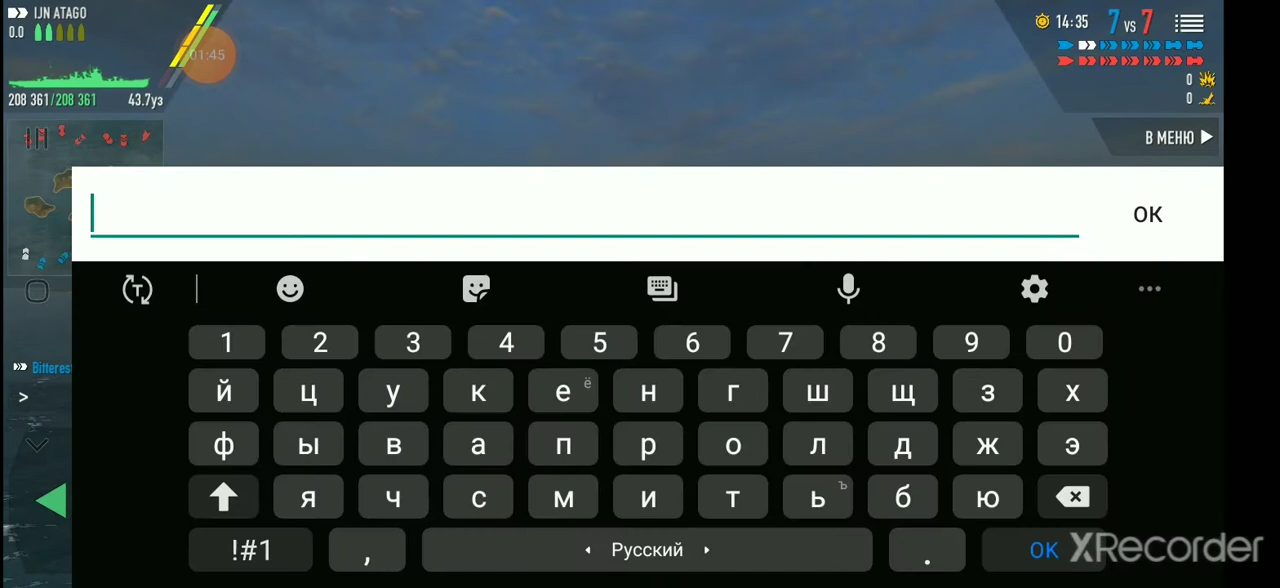 IJN ATAGO
0.0
01:45
208 361/208 361 43.7уз
14:35 7 VS 7
0
0
В МЕНЮ
OK
Bitteres
>
1 2 3 4 5 6 7 8 9 0
й ц у к е ё н г ш щ з х
ф ы в а п р о л д ж э
я ч с м и т ь ъ б ю
!#1 , Русский . OK
XRecorder